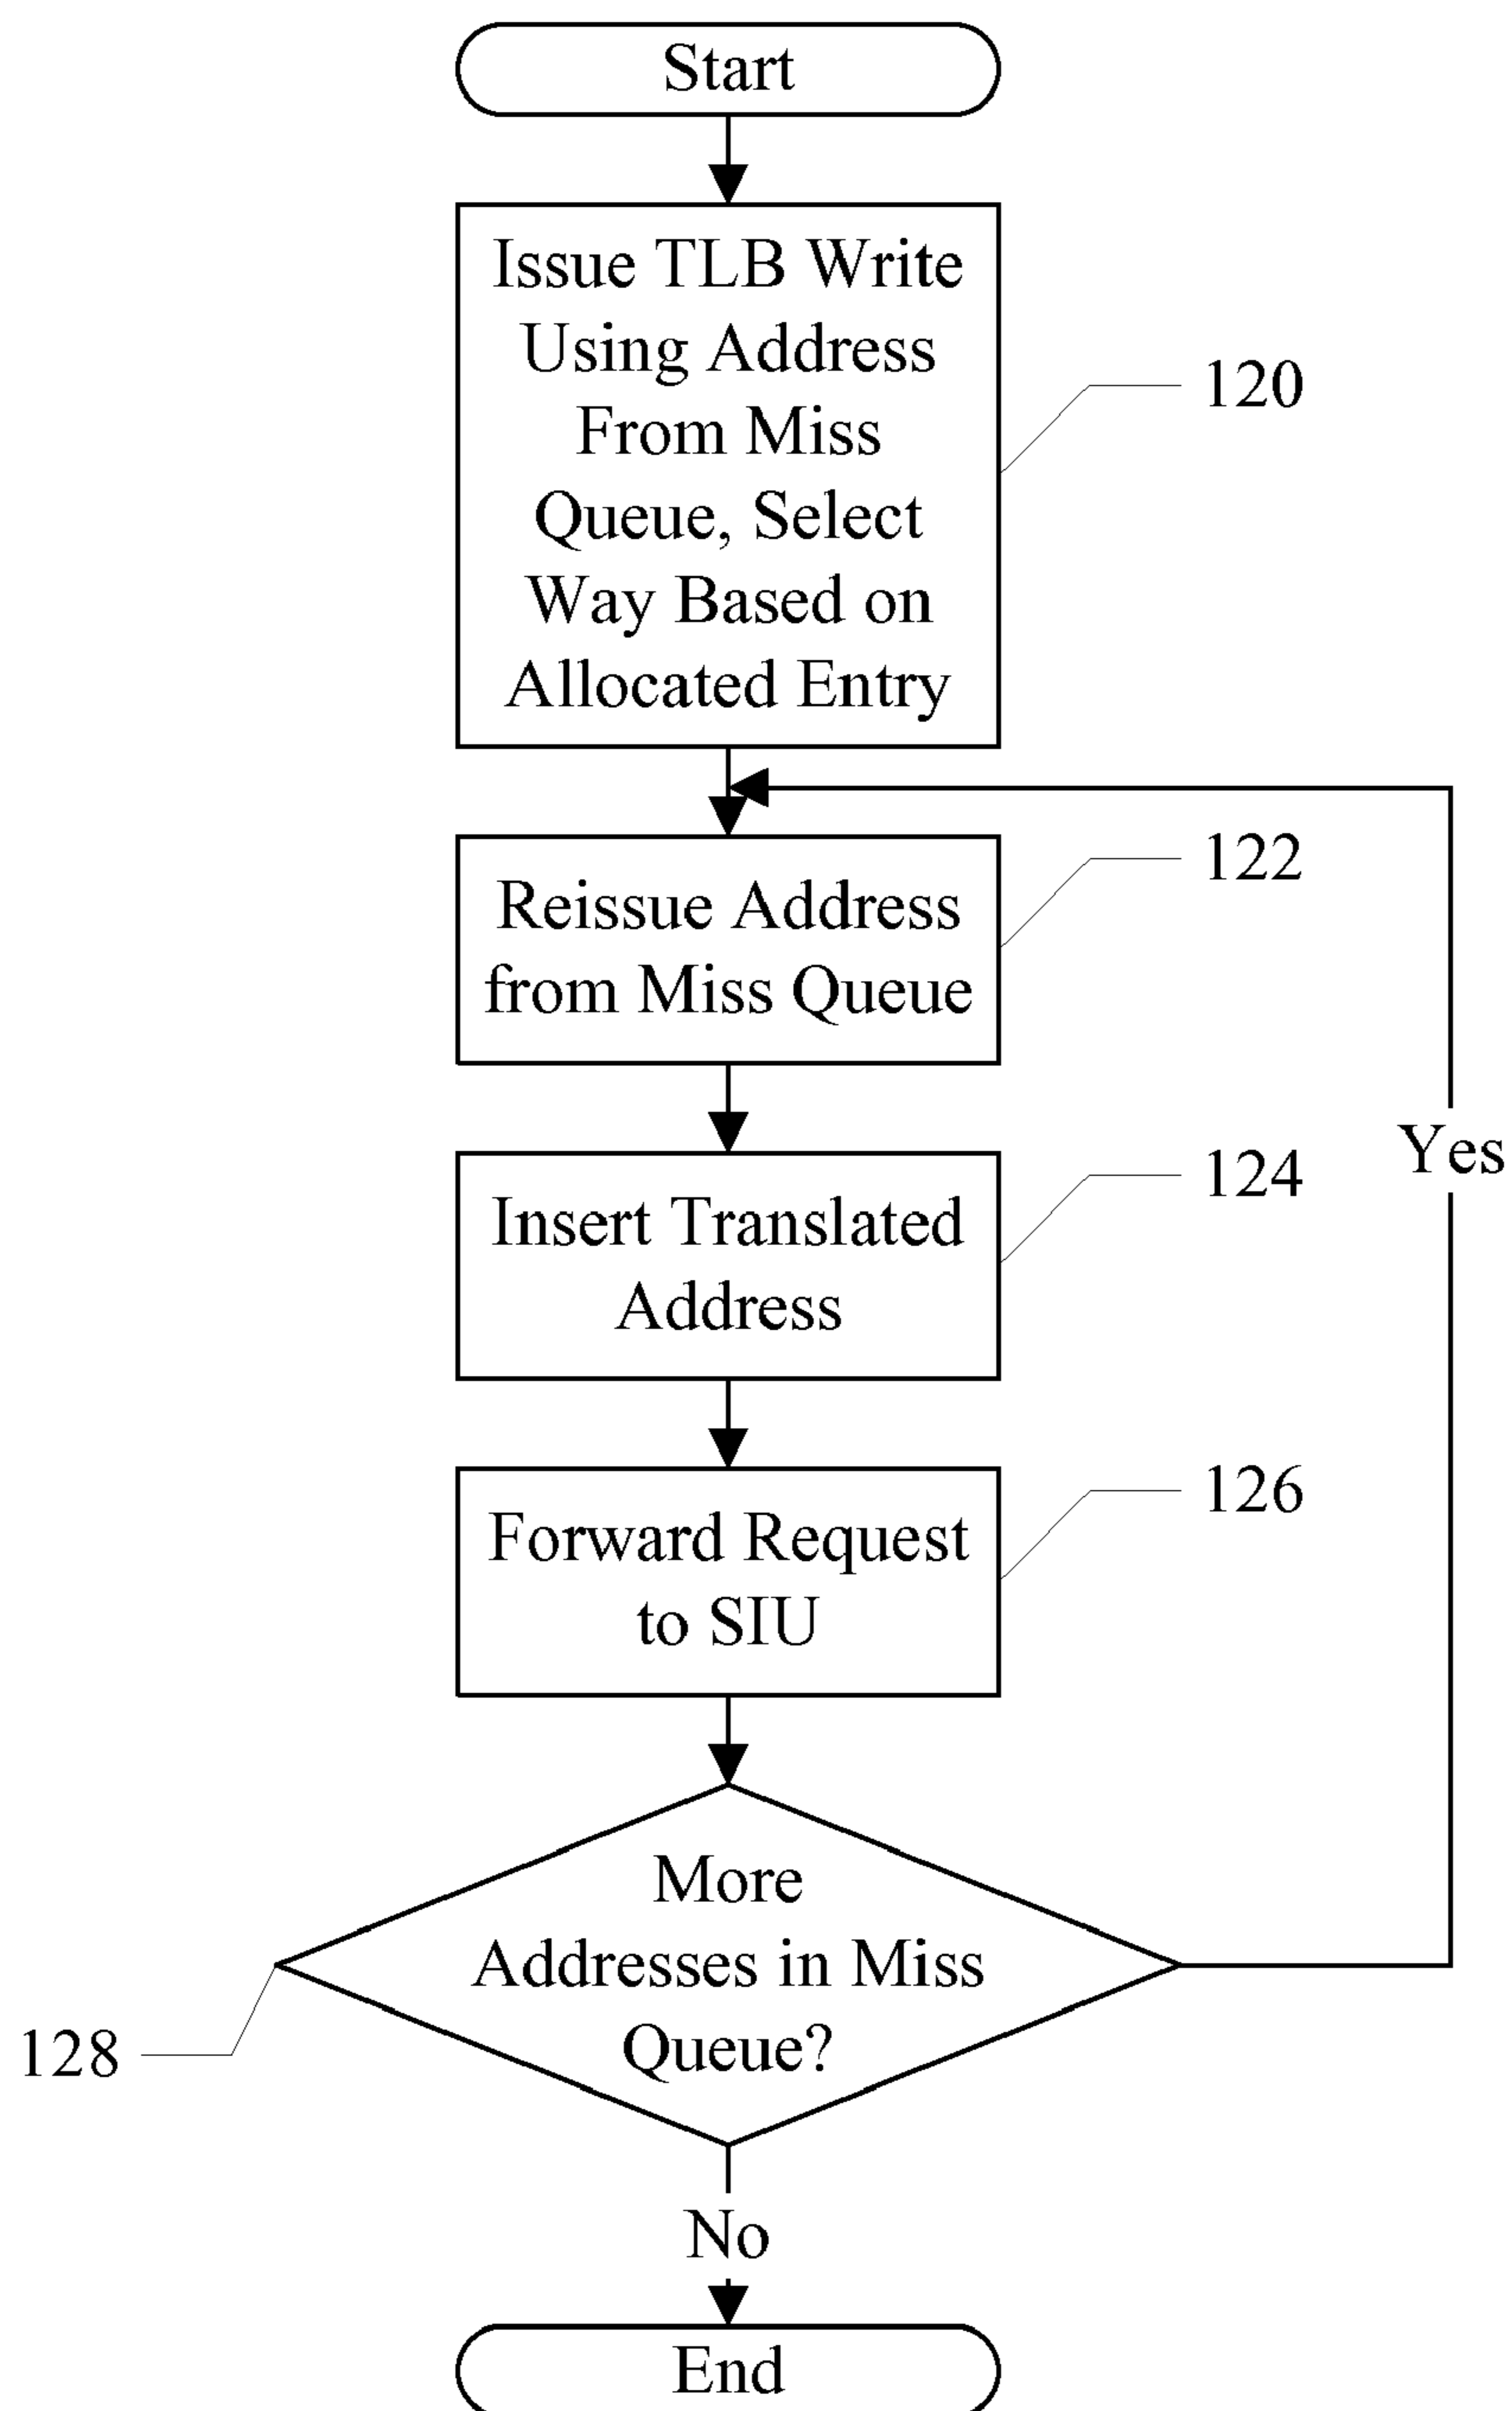 Start
Issue TLB Write
Using Address
From Miss
Queue, Select
Way Based on
Allocated Entry
120
Reissue Address
from Miss Queue
122
Insert Translated
Address
124
Yes
Forward Request
to SIU
126
More
Addresses in Miss
Queue?
128
No
End